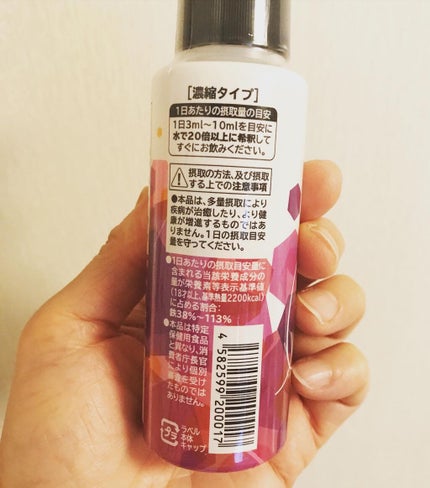 [濃縮タイプ]
1日あたりの摂取量の目安
1日3ml〜10mlを目安に
水で20倍以上に希釈して
すぐにお飲みください。
摂取の方法、及び摂取
する上での注意事項
●本品は、多量摂取により
疾病が治癒したり、より健
康が増進するものではあ
りません。1日の摂取目安
量を守ってください。
●1日あたりの摂取目安量に
含まれる当該栄養成分の
量が栄養素等表示基準値
(18才以上、基準熱量2200kcal)
に占める割合:
鉄38%〜113%
●本品は特定
保健用食品
と異なり、消
費者庁長官
により個別
審査を受け
たものでは
ありません。
プラ
ラベル
本体
キャップ
4582599200017